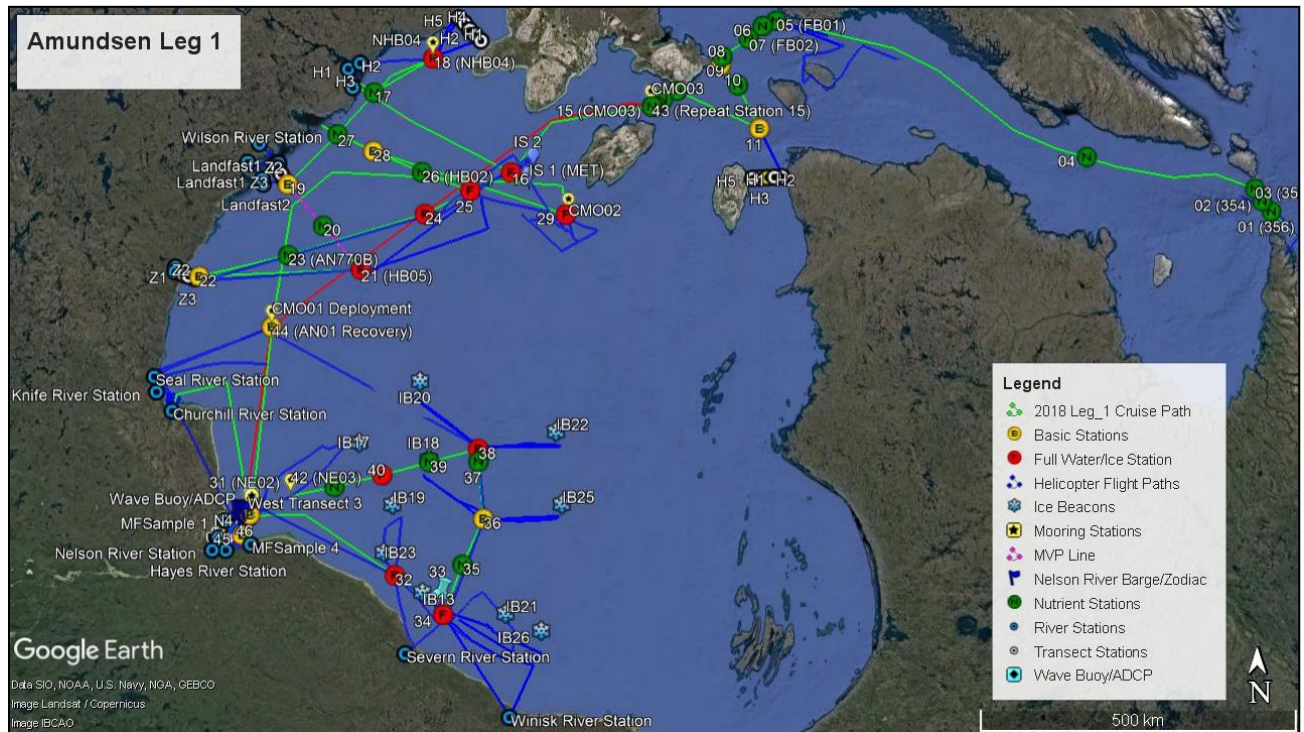 Amundsen Leg 1
H5
H4
H1
H2
NHB04
18 (NHB04)
H1
H2
H3
17
06
05 (FB01)
07 (FB02)
08
09
10
CMO03
15 (CMO03)
43 (Repeat Station 15)
11
04
Wilson River Station
27
28
IS 2
IS 1 (MET)
16
26 (HB02)
25
Landfast1 Z2
Landfast1 Z3
19
Landfast2
H5
H1
H2
H3
03 (35
02 (354)
01 (356)
24
29
CMO02
20
23 (AN770B)
21 (HB05)
Z1
Z2
22
Z3
CMO01 Deployment
44 (AN01 Recovery)
Seal River Station
Knife River Station
Churchill River Station
IB20
IB22
IB17
IB18
38
39
37
40
31 (NE02)
42 (NE03)
Wave Buoy/ADCP
West Transect 3
IB19
IB25
MFSample 1
N4
36
45
46
MFSample 4
Nelson River Station
Hayes River Station
IB23
32
33
35
IB13
34
IB21
IB26
Severn River Station
Winisk River Station
Legend
2018 Leg_1 Cruise Path
Basic Stations
Full Water/Ice Station
Helicopter Flight Paths
Ice Beacons
Mooring Stations
MVP Line
Nelson River Barge/Zodiac
Nutrient Stations
River Stations
Transect Stations
Wave Buoy/ADCP
Google Earth
Data SIO, NOAA, U.S. Navy, NGA, GEBCO
Image Landsat / Copernicus
Image IBCAO
N
500 km